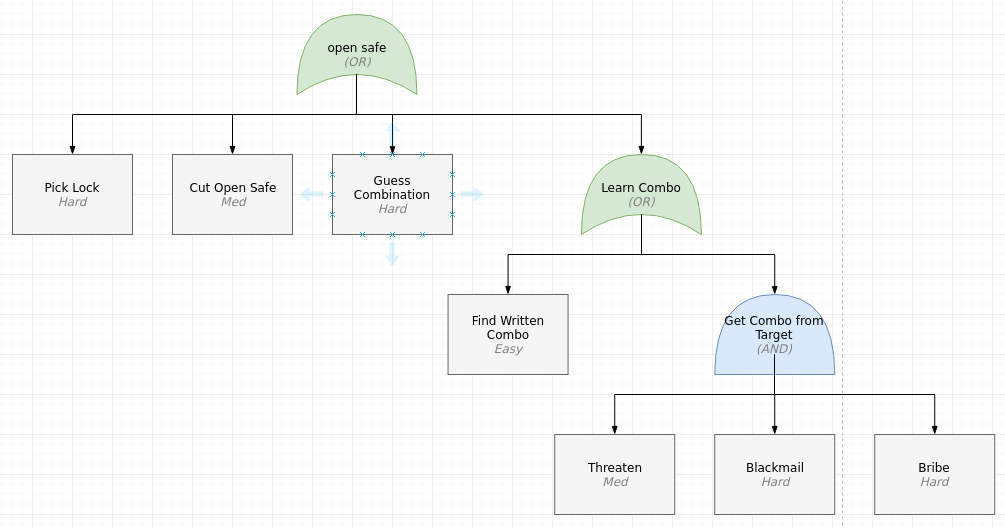 open safe
(OR)
Pick Lock
Hard
Cut Open Safe
Med
Guess
Combination
Hard
Learn Combo
(OR)
Find Written
Combo
Easy
Get Combo from
Target
(AND)
Threaten
Med
Blackmail
Hard
Bribe
Hard